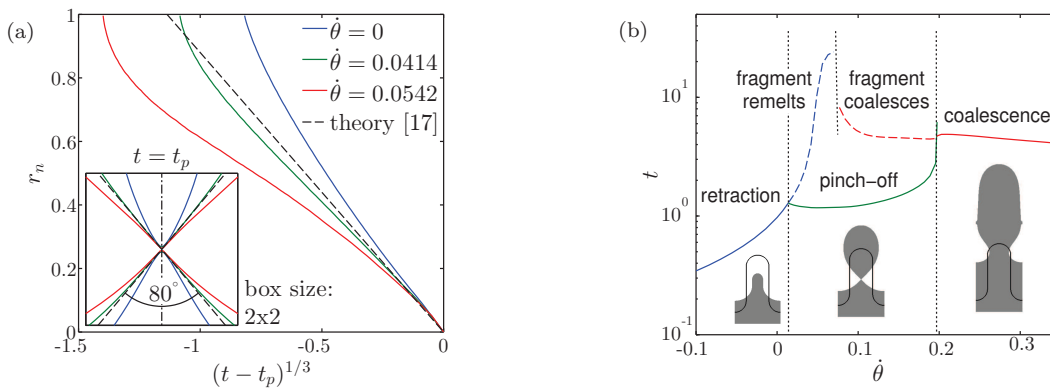 (a)
1
0.8
0.6
0.4
0.2
0
r_n
-1.5
-1
-0.5
0
(t − t_p)^{1/3}
θ̇ = 0
θ̇ = 0.0414
θ̇ = 0.0542
theory [17]
t = t_p
80°
box size:
2x2
(b)
10^1
10^0
10^{-1}
t
-0.1
0
0.1
0.2
0.3
θ̇
fragment
remelts
fragment
coalesces
coalescence
retraction
pinch–off